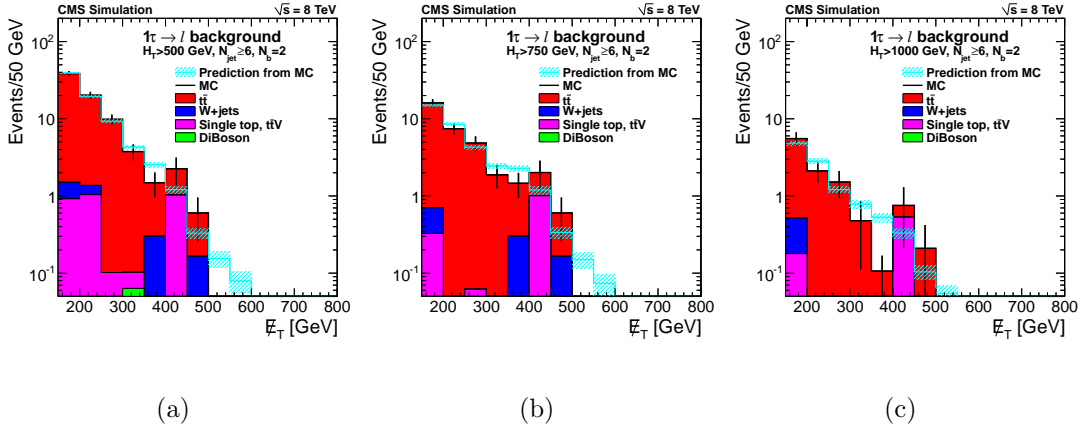 CMS Simulation √s = 8 TeV
1τ → l background
H_T>500 GeV, N_jet≥6, N_b=2
Prediction from MC
MC
tt̄
W+jets
Single top, tt̄V
DiBoson
Events/50 GeV
10²
10
1
10⁻¹
200 300 400 500 600 700 800
E̸_T [GeV]
(a)
CMS Simulation √s = 8 TeV
1τ → l background
H_T>750 GeV, N_jet≥6, N_b=2
Prediction from MC
MC
tt̄
W+jets
Single top, tt̄V
DiBoson
Events/50 GeV
10²
10
1
10⁻¹
200 300 400 500 600 700 800
E̸_T [GeV]
(b)
CMS Simulation √s = 8 TeV
1τ → l background
H_T>1000 GeV, N_jet≥6, N_b=2
Prediction from MC
MC
tt̄
W+jets
Single top, tt̄V
DiBoson
Events/50 GeV
10²
10
1
10⁻¹
200 300 400 500 600 700 800
E̸_T [GeV]
(c)